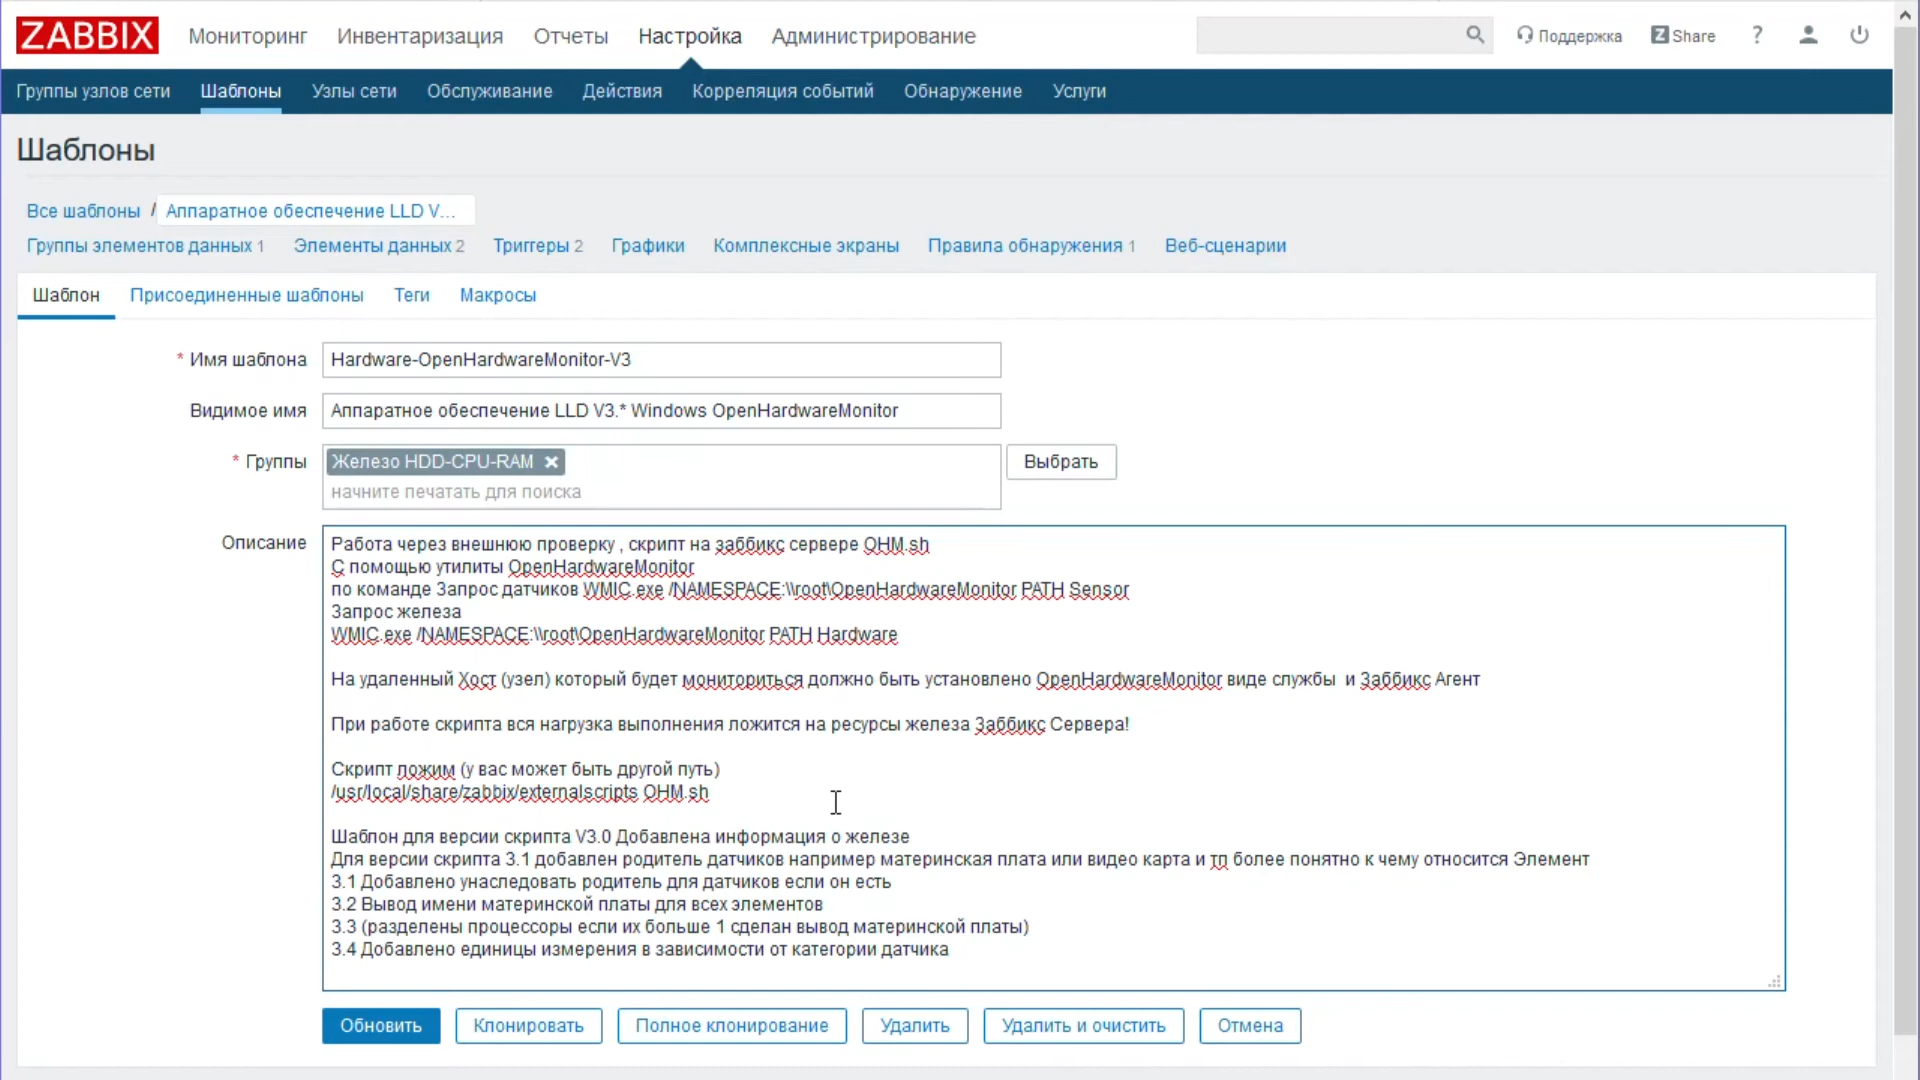 ZABBIX Мониторинг Инвентаризация Отчеты Настройка Администрирование Поддержка Z Share ?
Группы узлов сети Шаблоны Узлы сети Обслуживание Действия Корреляция событий Обнаружение Услуги
Шаблоны
Все шаблоны / Аппаратное обеспечение LLD V...
Группы элементов данных 1 Элементы данных 2 Триггеры 2 Графики Комплексные экраны Правила обнаружения 1 Веб-сценарии
Шаблон Присоединенные шаблоны Теги Макросы
* Имя шаблона Hardware-OpenHardwareMonitor-V3
Видимое имя Аппаратное обеспечение LLD V3.* Windows OpenHardwareMonitor
* Группы Железо HDD-CPU-RAM Выбрать
начните печатать для поиска
Описание Работа через внешнюю проверку , скрипт на заббикс сервере OHM.sh
С помощью утилиты OpenHardwareMonitor
по команде Запрос датчиков WMIC.exe /NAMESPACE:\\root\OpenHardwareMonitor PATH Sensor
Запрос железа
WMIC.exe /NAMESPACE:\\root\OpenHardwareMonitor PATH Hardware
На удаленный Хост (узел) который будет мониториться должно быть установлено OpenHardwareMonitor виде службы и Заббикс Агент
При работе скрипта вся нагрузка выполнения ложится на ресурсы железа Заббикс Сервера!
Скрипт ложим (у вас может быть другой путь)
/usr/local/share/zabbix/externalscripts OHM.sh
Шаблон для версии скрипта V3.0 Добавлена информация о железе
Для версии скрипта 3.1 добавлен родитель датчиков например материнская плата или видео карта и тп более понятно к чему относится Элемент
3.1 Добавлено унаследовать родитель для датчиков если он есть
3.2 Вывод имени материнской платы для всех элементов
3.3 (разделены процессоры если их больше 1 сделан вывод материнской платы)
3.4 Добавлено единицы измерения в зависимости от категории датчика
Обновить Клонировать Полное клонирование Удалить Удалить и очистить Отмена